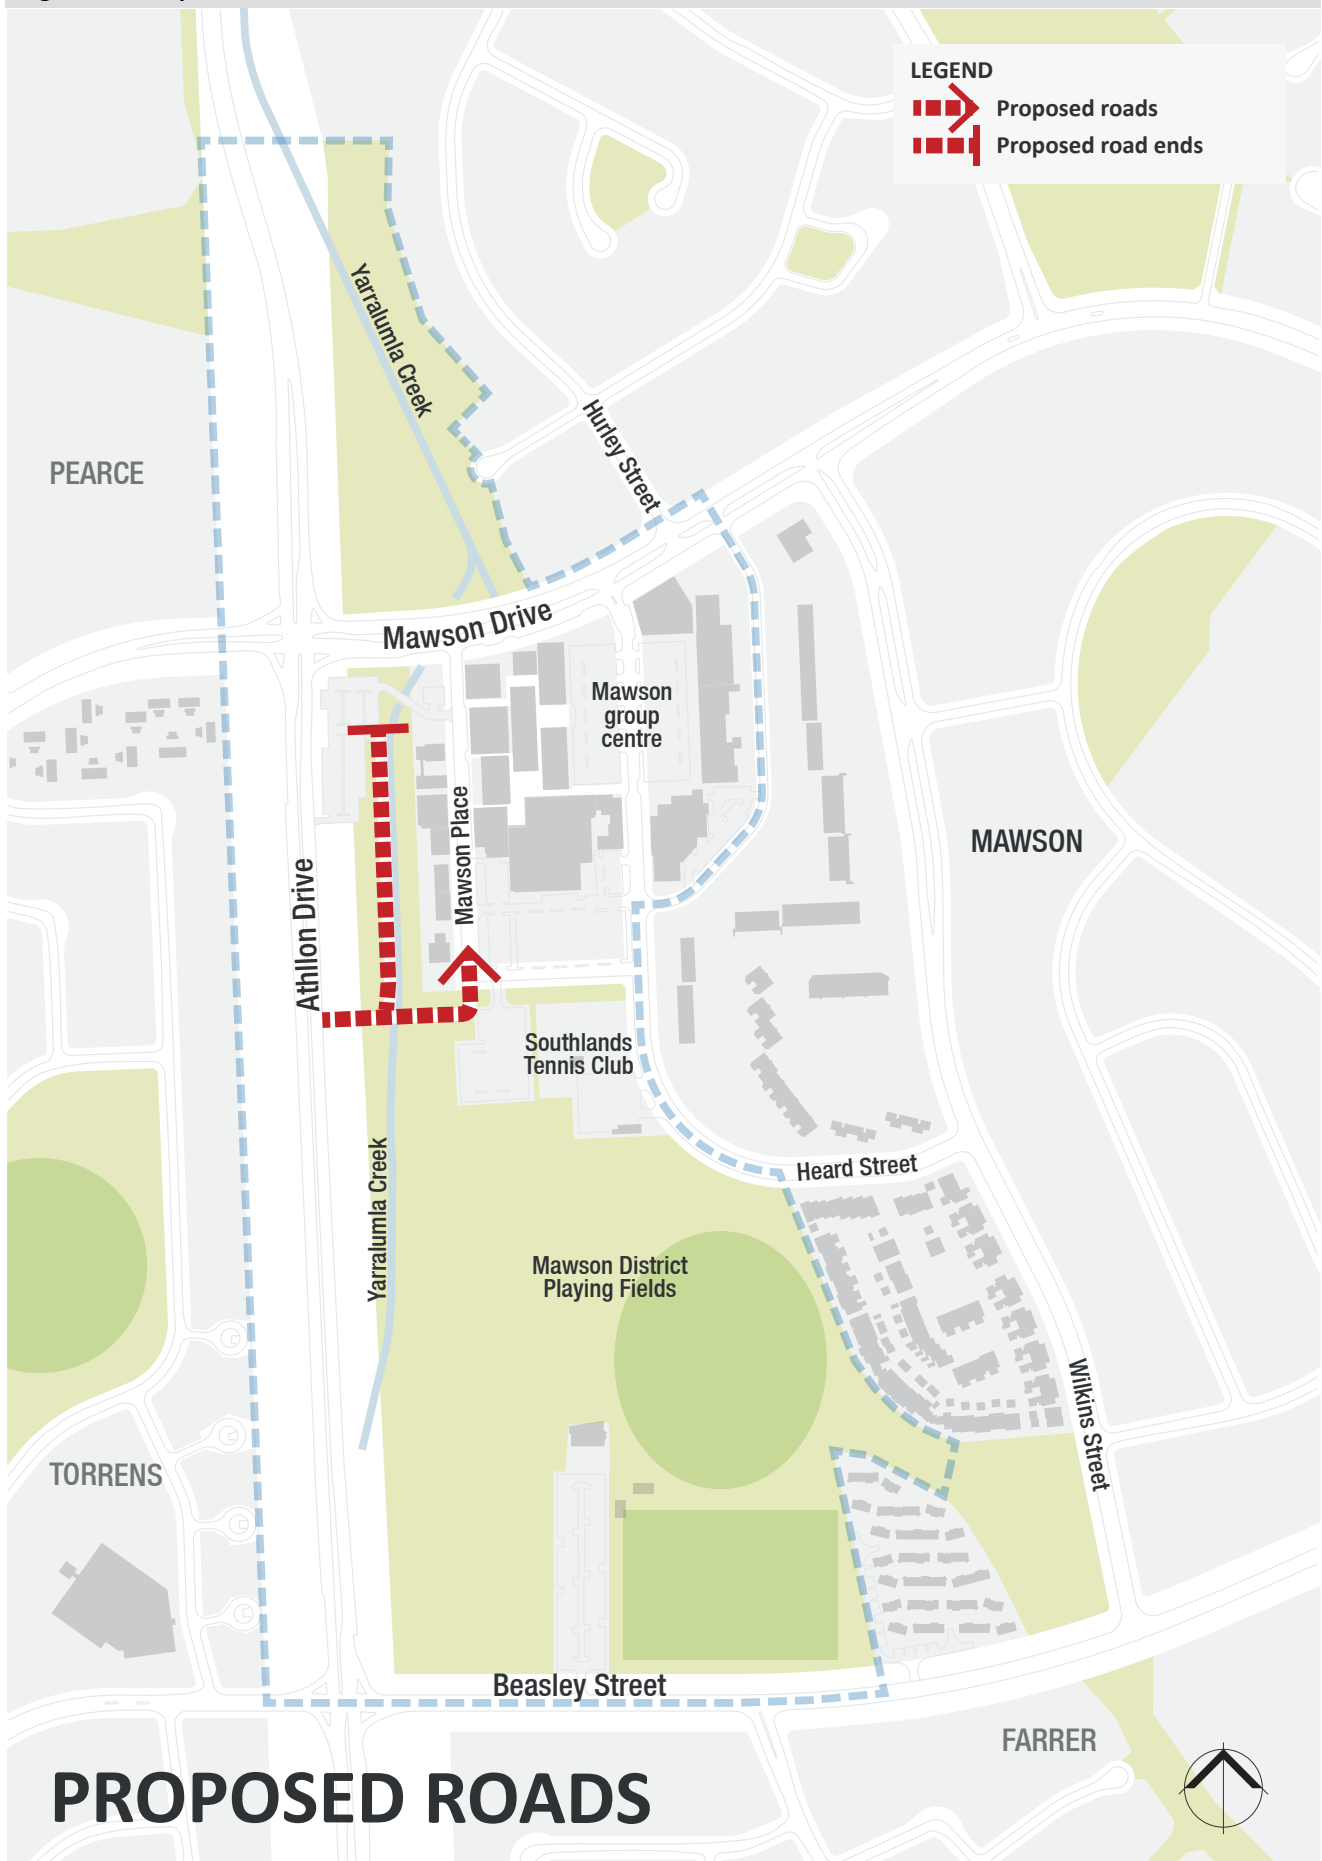 LEGEND
Proposed roads
Proposed road ends
Yarralumla Creek
Hurley Street
PEARCE
Mawson Drive
Mawson
group
centre
Mawson Place
MAWSON
Athllon Drive
Southlands
Tennis Club
Heard Street
Yarralumla Creek
Mawson District
Playing Fields
Wilkins Street
TORRENS
Beasley Street
FARRER
PROPOSED ROADS